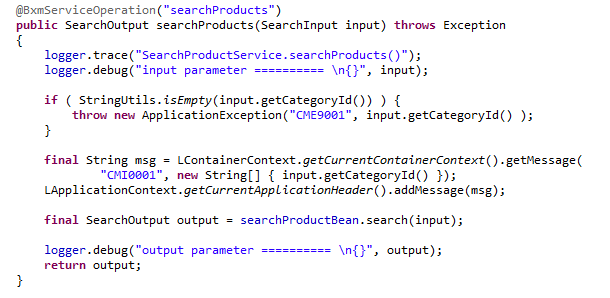 @BxmServiceOperation("searchProducts")
public SearchOutput searchProducts(SearchInput input) throws Exception
{
    logger.trace("SearchProductService.searchProducts()");
    logger.debug("input parameter ========== \n{}", input);

    if ( StringUtils.isEmpty(input.getCategoryId()) ) {
        throw new ApplicationException("CME9001", input.getCategoryId() );
    }

    final String msg = LContainerContext.getCurrentContainerContext().getMessage(
            "CMI0001", new String[] { input.getCategoryId() });
    LApplicationContext.getCurrentApplicationHeader().addMessage(msg);

    final SearchOutput output = searchProductBean.search(input);

    logger.debug("output parameter ========== \n{}", output);
    return output;
}